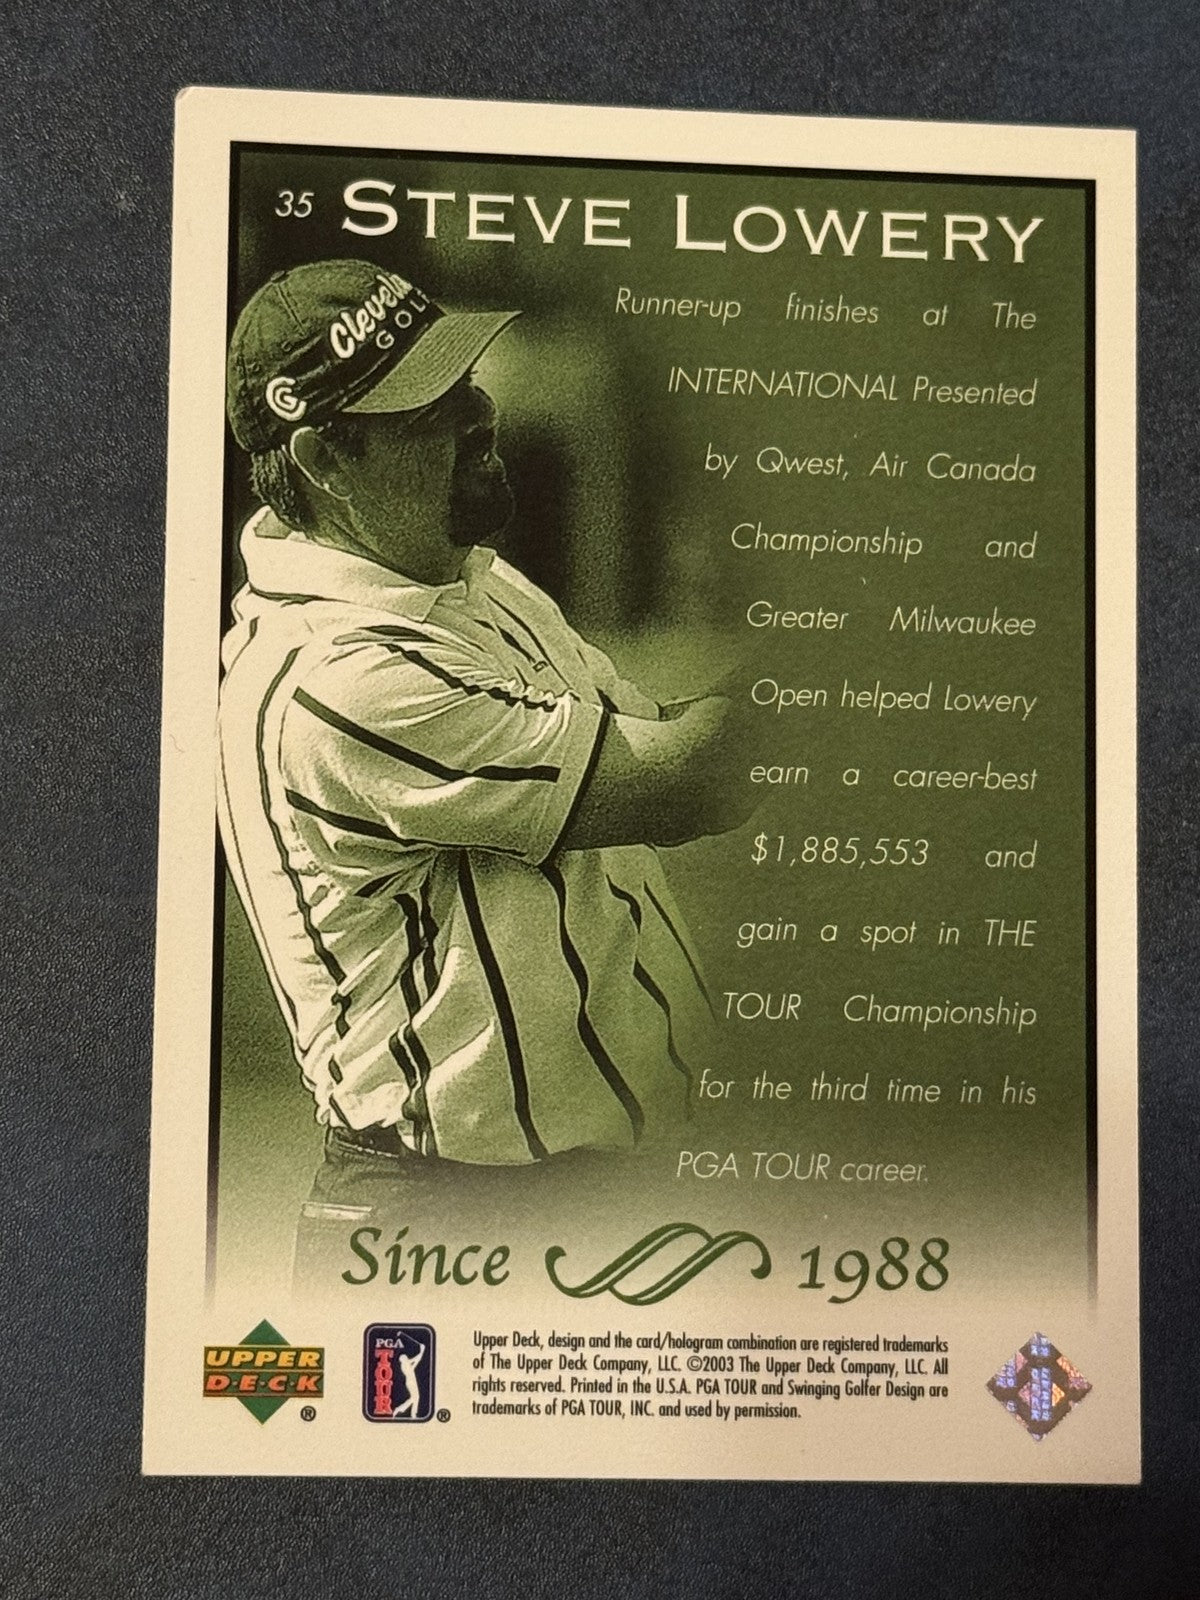 35 STEVE LOWERY
Runner-up finishes at The
INTERNATIONAL Presented
by Qwest, Air Canada
Championship and
Greater Milwaukee
Open helped Lowery
earn a career-best
$1,885,553 and
gain a spot in THE
TOUR Championship
for the third time in his
PGA TOUR career.
Since 1988
UPPER
D·E·C·K
®
PGA
TOUR
®
Upper Deck, design and the card/hologram combination are registered trademarks
of The Upper Deck Company, LLC. ©2003 The Upper Deck Company, LLC. All
rights reserved. Printed in the U.S.A. PGA TOUR and Swinging Golfer Design are
trademarks of PGA TOUR, INC. and used by permission.